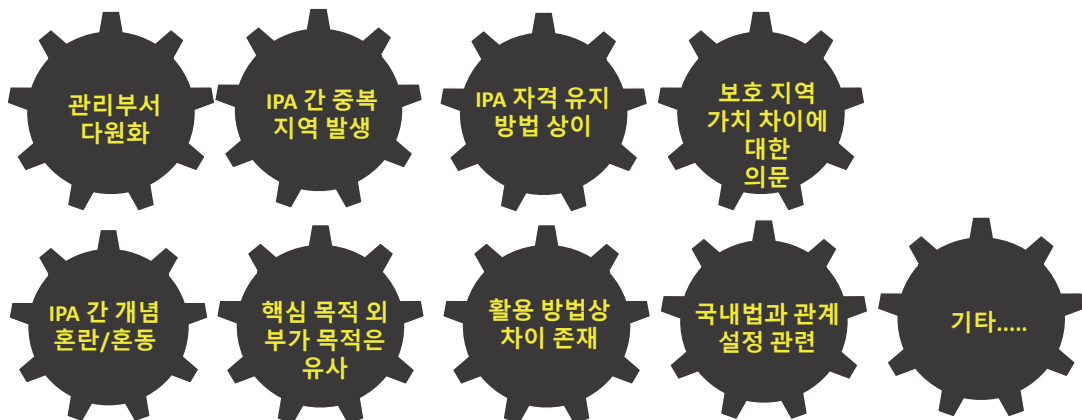 관리부서
다원화
IPA 간 중복
지역 발생
IPA 자격 유지
방법 상이
보호 지역
가치 차이에
대한
의문
IPA 간 개념
혼란/혼동
핵심 목적 외
부가 목적은
유사
활용 방법상
차이 존재
국내법과 관계
설정 관련
기타.....